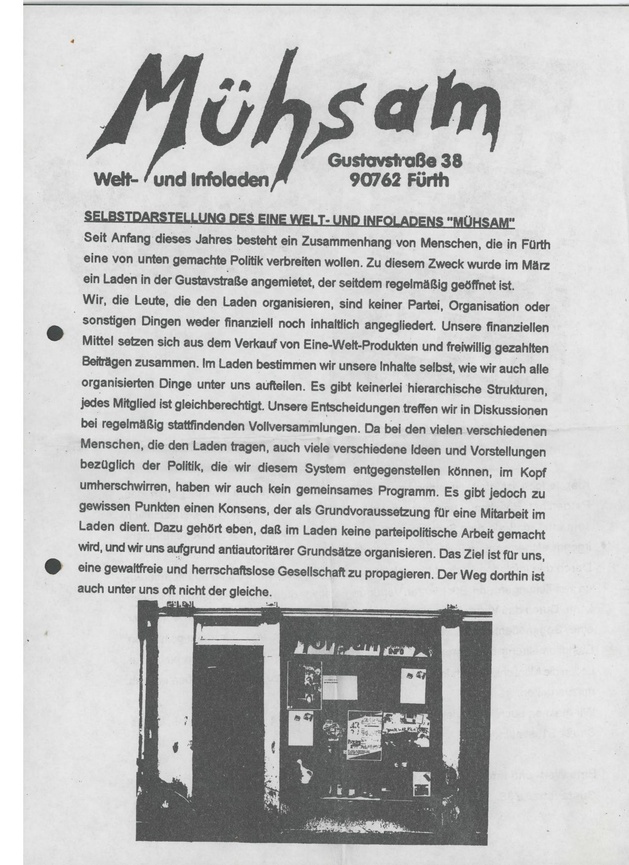 Mühsam
Welt- und Infoladen
Gustavstraße 38
90762 Fürth
SELBSTDARSTELLUNG DES EINE WELT- UND INFOLADENS "MÜHSAM"
Seit Anfang dieses Jahres besteht ein Zusammenhang von Menschen, die in Fürth
eine von unten gemachte Politik verbreiten wollen. Zu diesem Zweck wurde im März
ein Laden in der Gustavstraße angemietet, der seitdem regelmäßig geöffnet ist.
Wir, die Leute, die den Laden organisieren, sind keiner Partei, Organisation oder
sonstigen Dingen weder finanziell noch inhaltlich angegliedert. Unsere finanziellen
Mittel setzen sich aus dem Verkauf von Eine-Welt-Produkten und freiwillig gezahlten
Beiträgen zusammen. Im Laden bestimmen wir unsere Inhalte selbst, wie wir auch alle
organisierten Dinge unter uns aufteilen. Es gibt keinerlei hierarchische Strukturen,
jedes Mitglied ist gleichberechtigt. Unsere Entscheidungen treffen wir in Diskussionen
bei regelmäßig stattfindenden Vollversammlungen. Da bei den vielen verschiedenen
Menschen, die den Laden tragen, auch viele verschiedene Ideen und Vorstellungen
bezüglich der Politik, die wir diesem System entgegenstellen können, im Kopf
umherschwirren, haben wir auch kein gemeinsames Programm. Es gibt jedoch zu
gewissen Punkten einen Konsens, der als Grundvoraussetzung für eine Mitarbeit im
Laden dient. Dazu gehört eben, daß im Laden keine parteipolitische Arbeit gemacht
wird, und wir uns aufgrund antiautoritärer Grundsätze organisieren. Das Ziel ist für uns,
eine gewaltfreie und herrschaftslose Gesellschaft zu propagieren. Der Weg dorthin ist
auch unter uns oft nicht der gleiche.